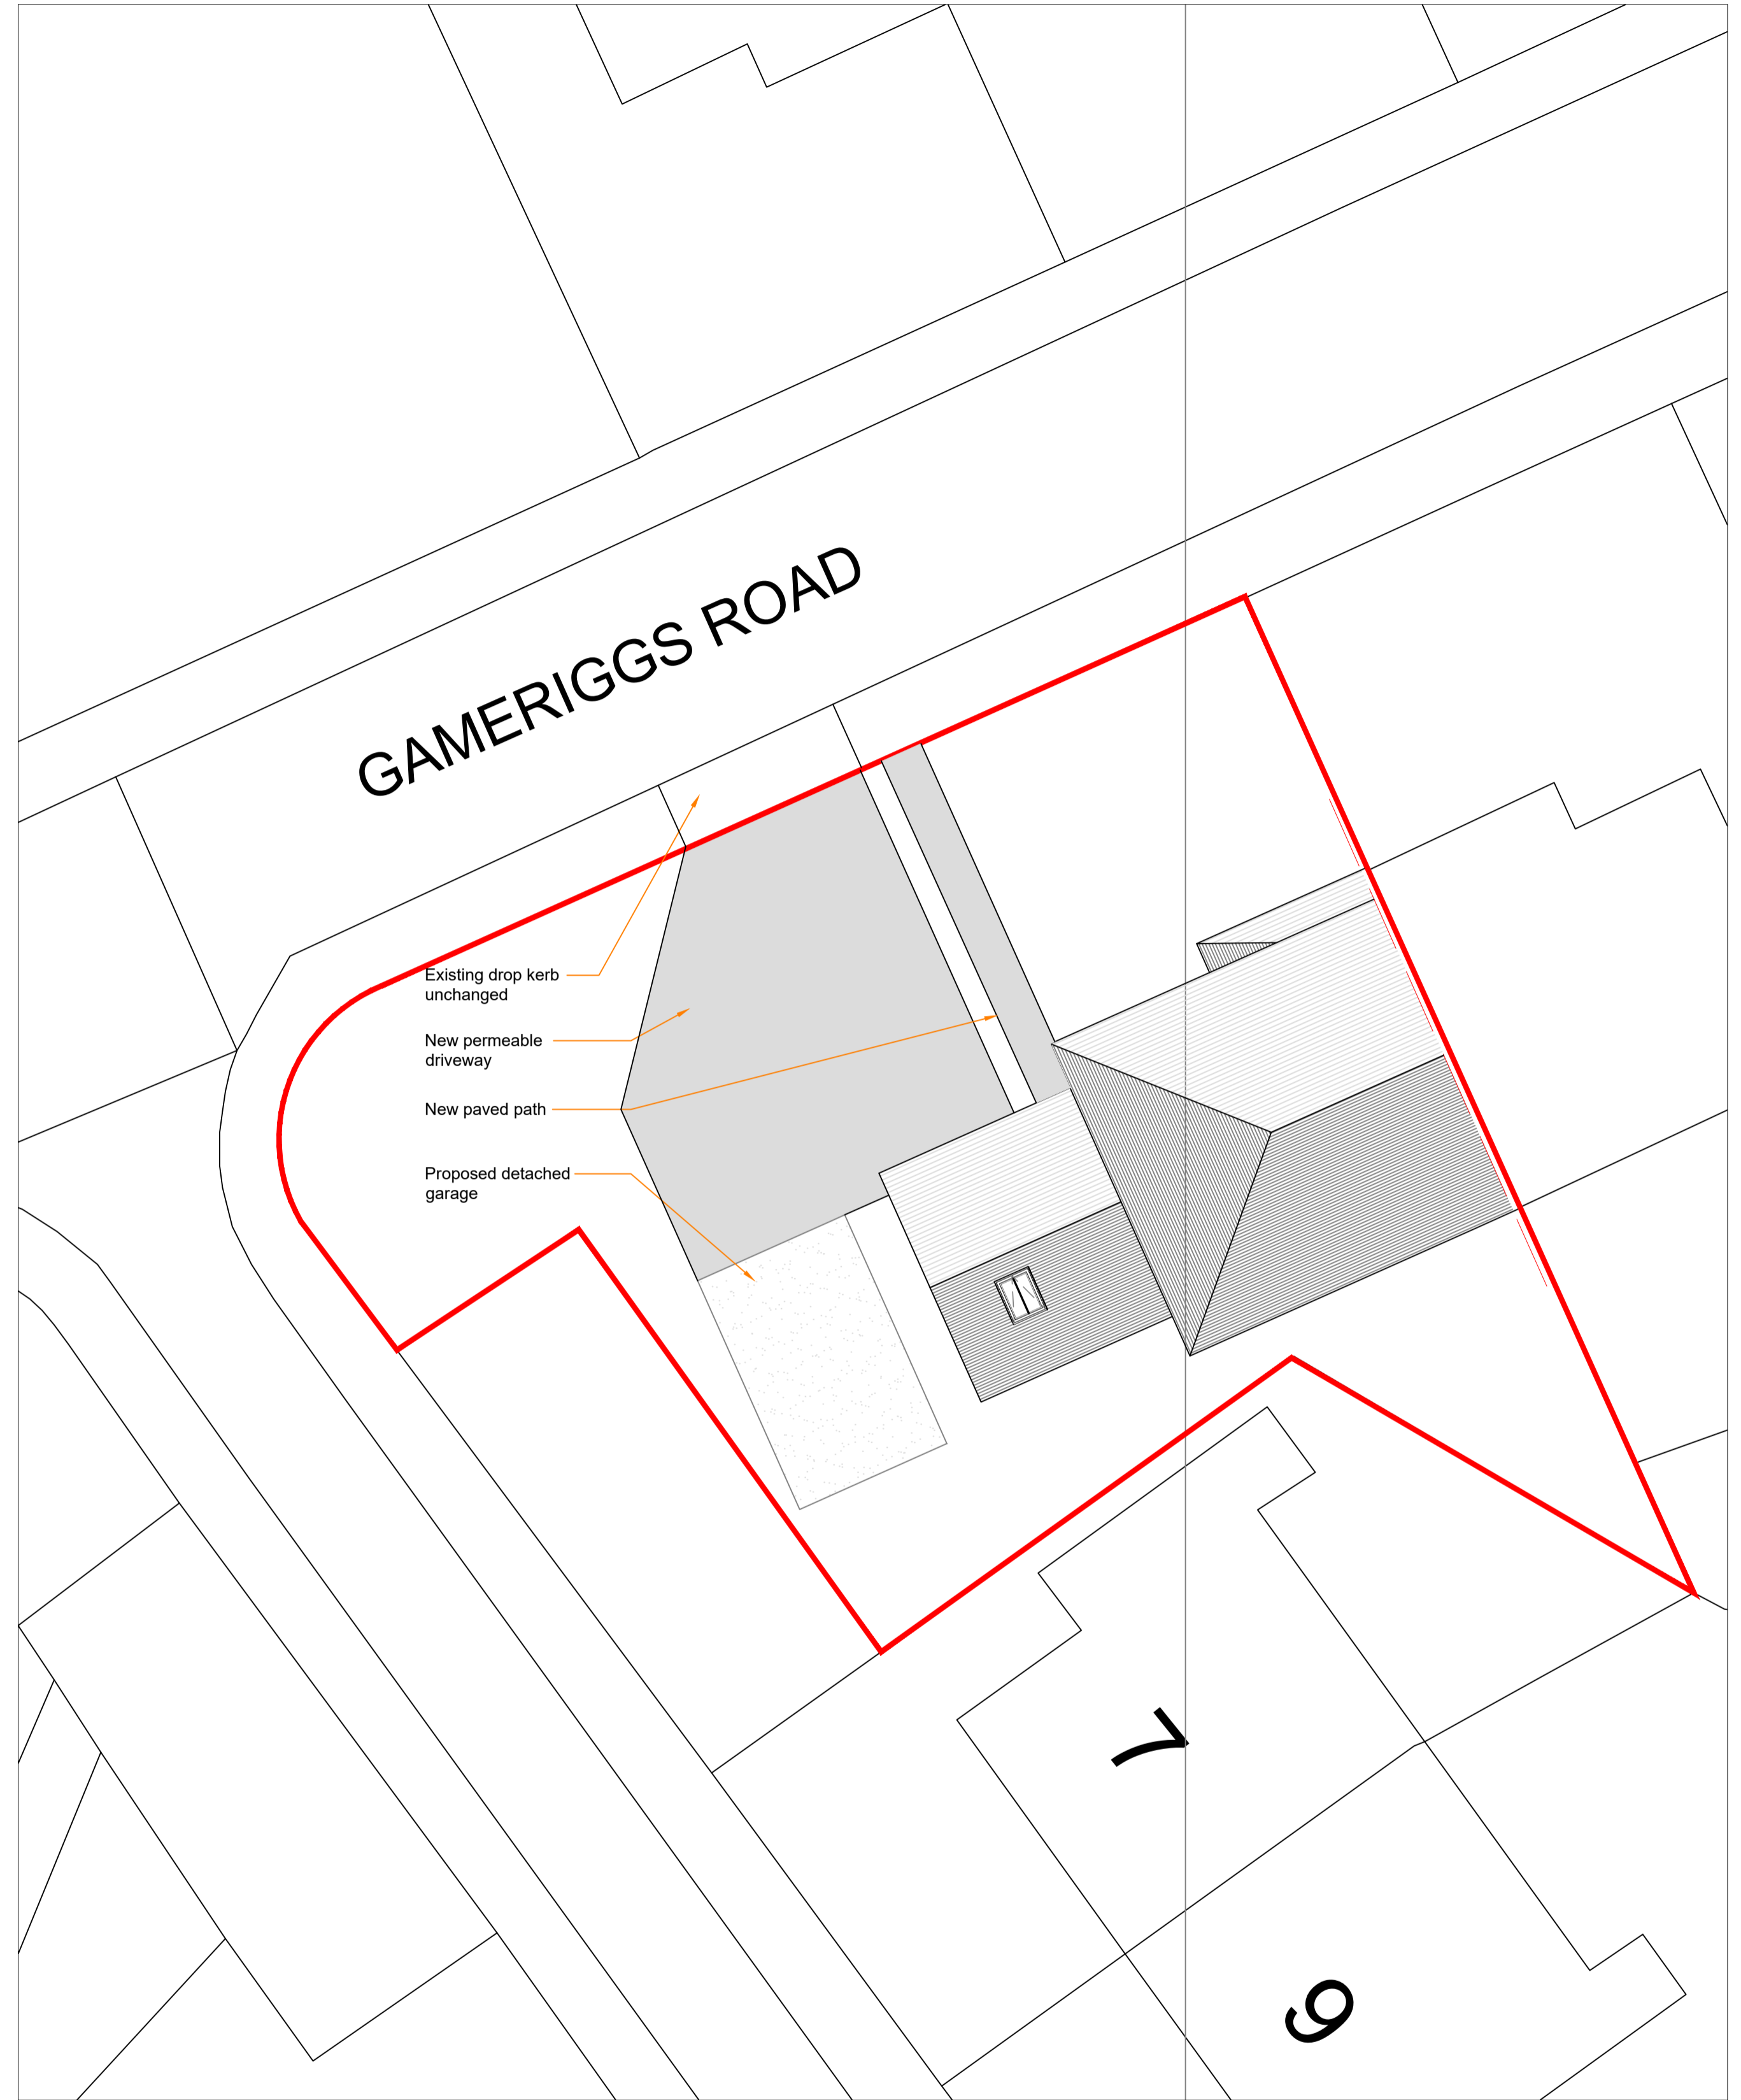 GAMERIGGS ROAD
Existing drop kerb
unchanged
New permeable
driveway
New paved path
Proposed detached
garage
7
9